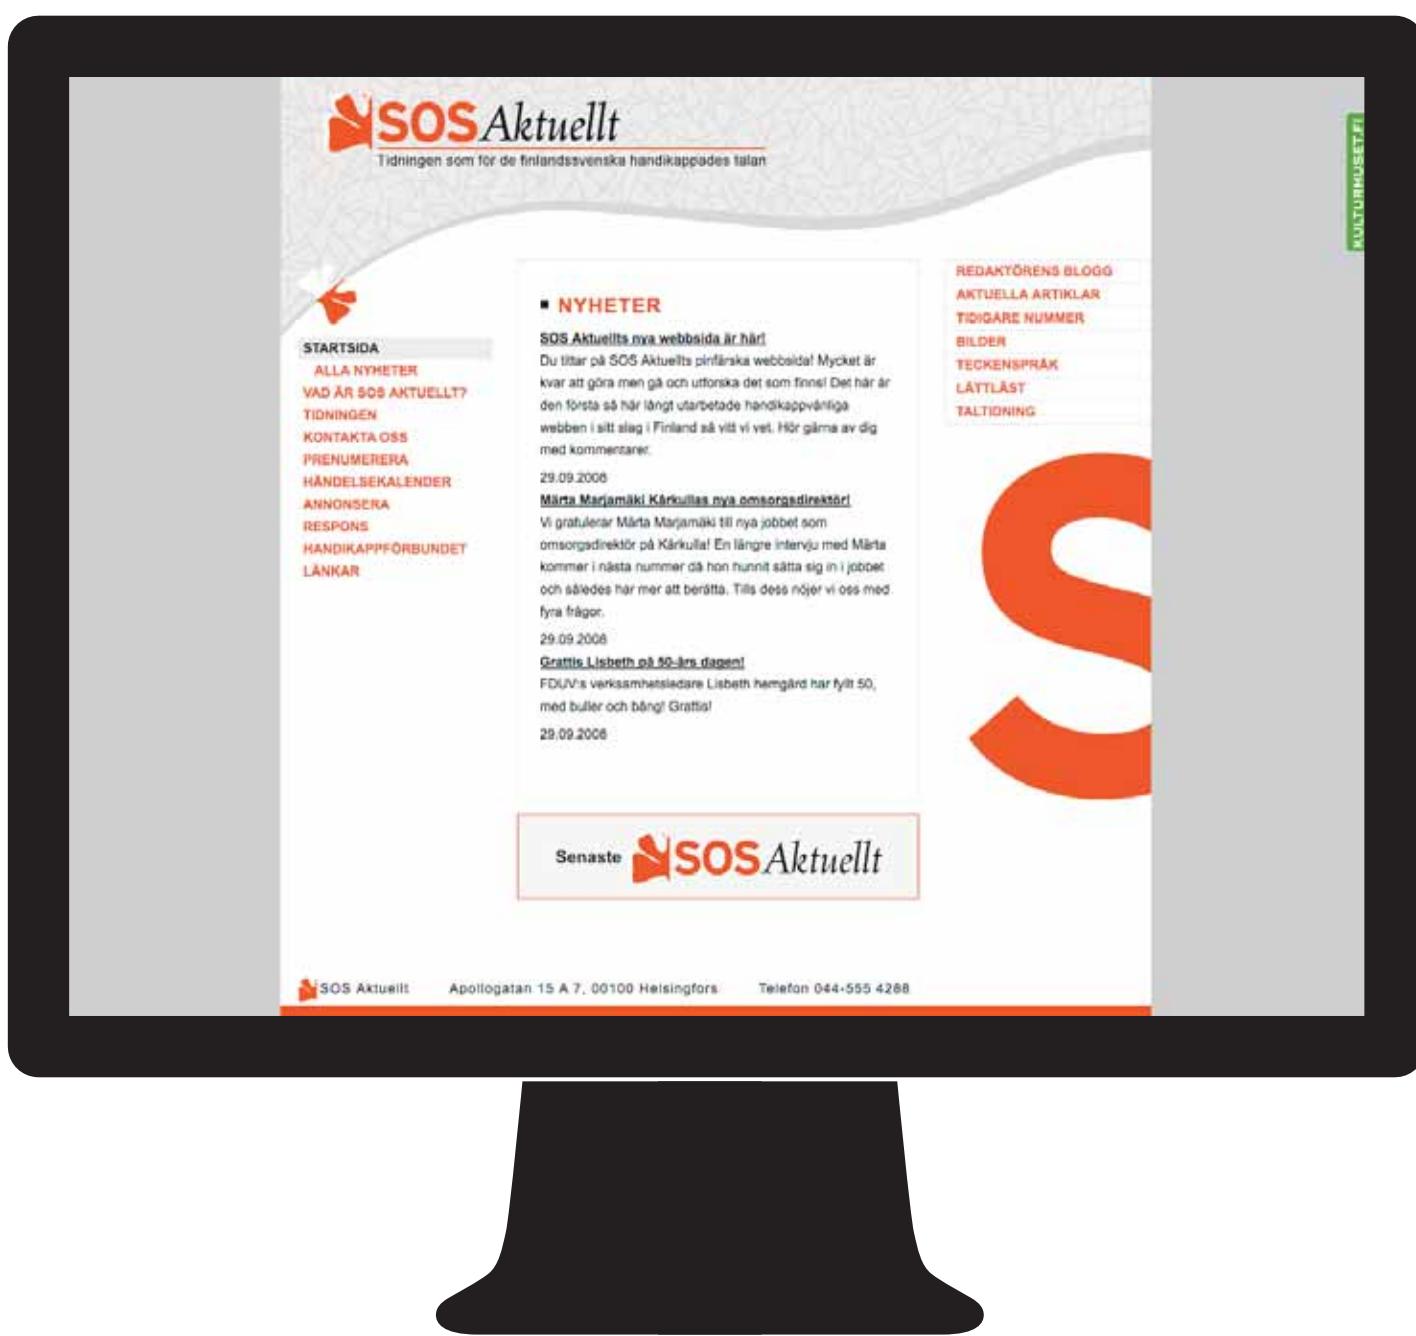 SOS Aktuellt
Tidningen som för de finlandssvenska handikappades talan
KULTURHUSET.FI
STARTSIDA
ALLA NYHETER
VAD ÄR SOS AKTUELLT?
TIDNINGEN
KONTAKTA OSS
PRENUMERERA
HÄNDELSEKALENDER
ANNONSERA
RESPONS
HANDIKAPPFÖRBUNDET
LÄNKAR
NYHETER
SOS Aktuellts nya webbsida är här!
Du tittar på SOS Aktuellts pinfärska webbsida! Mycket är
kvar att göra men gå och utforska det som finns! Det här är
den första så här långt utarbetade handikappvänliga
webben i sitt slag i Finland så vitt vi vet. Hör gärna av dig
med kommentarer.
29.09.2008
Märta Marjamäki Kårkullas nya omsorgsdirektör!
Vi gratulerar Märta Marjamäki till nya jobbet som
omsorgsdirektör på Kårkulla! En längre intervju med Märta
kommer i nästa nummer då hon hunnit sätta sig in i jobbet
och således har mer att berätta. Tills dess nöjer vi oss med
fyra frågor.
29.09.2008
Grattis Lisbeth på 50-års dagen!
FDUV:s verksamhetsledare Lisbeth hemgård har fyllt 50,
med buller och bång! Grattis!
29.09.2008
REDAKTÖRENS BLOGG
AKTUELLA ARTIKLAR
TIDIGARE NUMMER
BILDER
TECKENSPRÅK
LÄTTLÄST
TALTIDNING
S
Senaste SOS Aktuellt
SOS Aktuellt Apollogatan 15 A 7, 00100 Helsingfors Telefon 044-555 4288